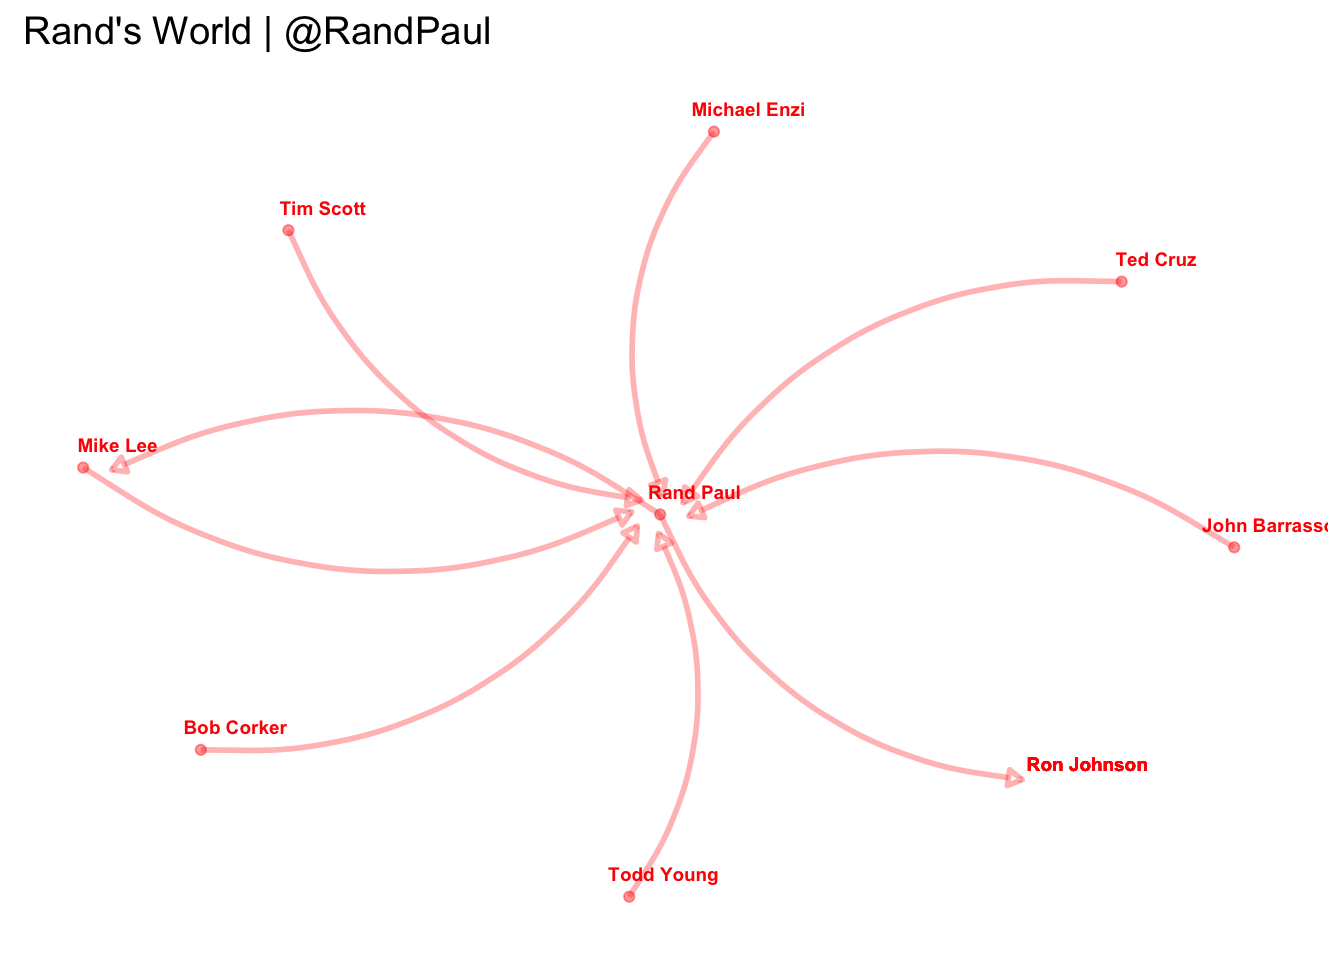 Rand's World | @RandPaul
Michael Enzi
Tim Scott
Ted Cruz
Mike Lee
Rand Paul
John Barrasso
Bob Corker
Ron Johnson
Todd Young